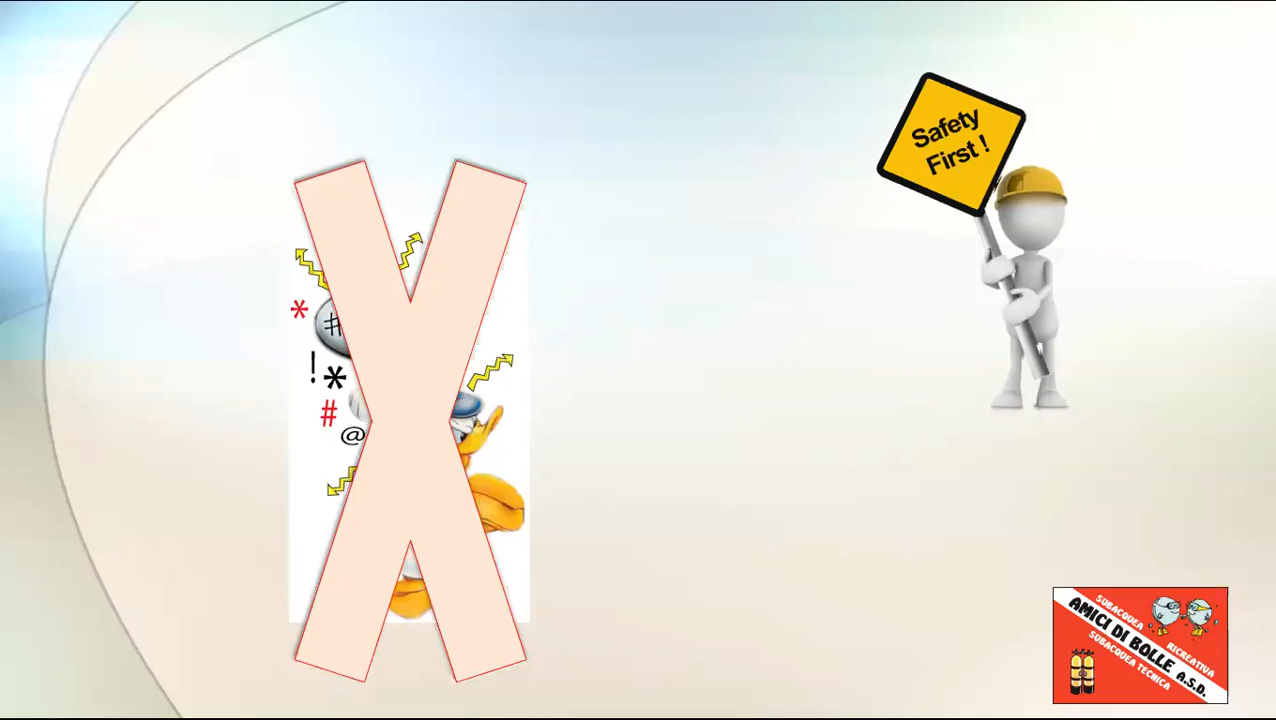 Safety
First !
*
#
!
*
#
@
SUBACQUEA
RICREATIVA
AMICI DI BOLLE A.S.D.
SUBACQUEA TECNICA